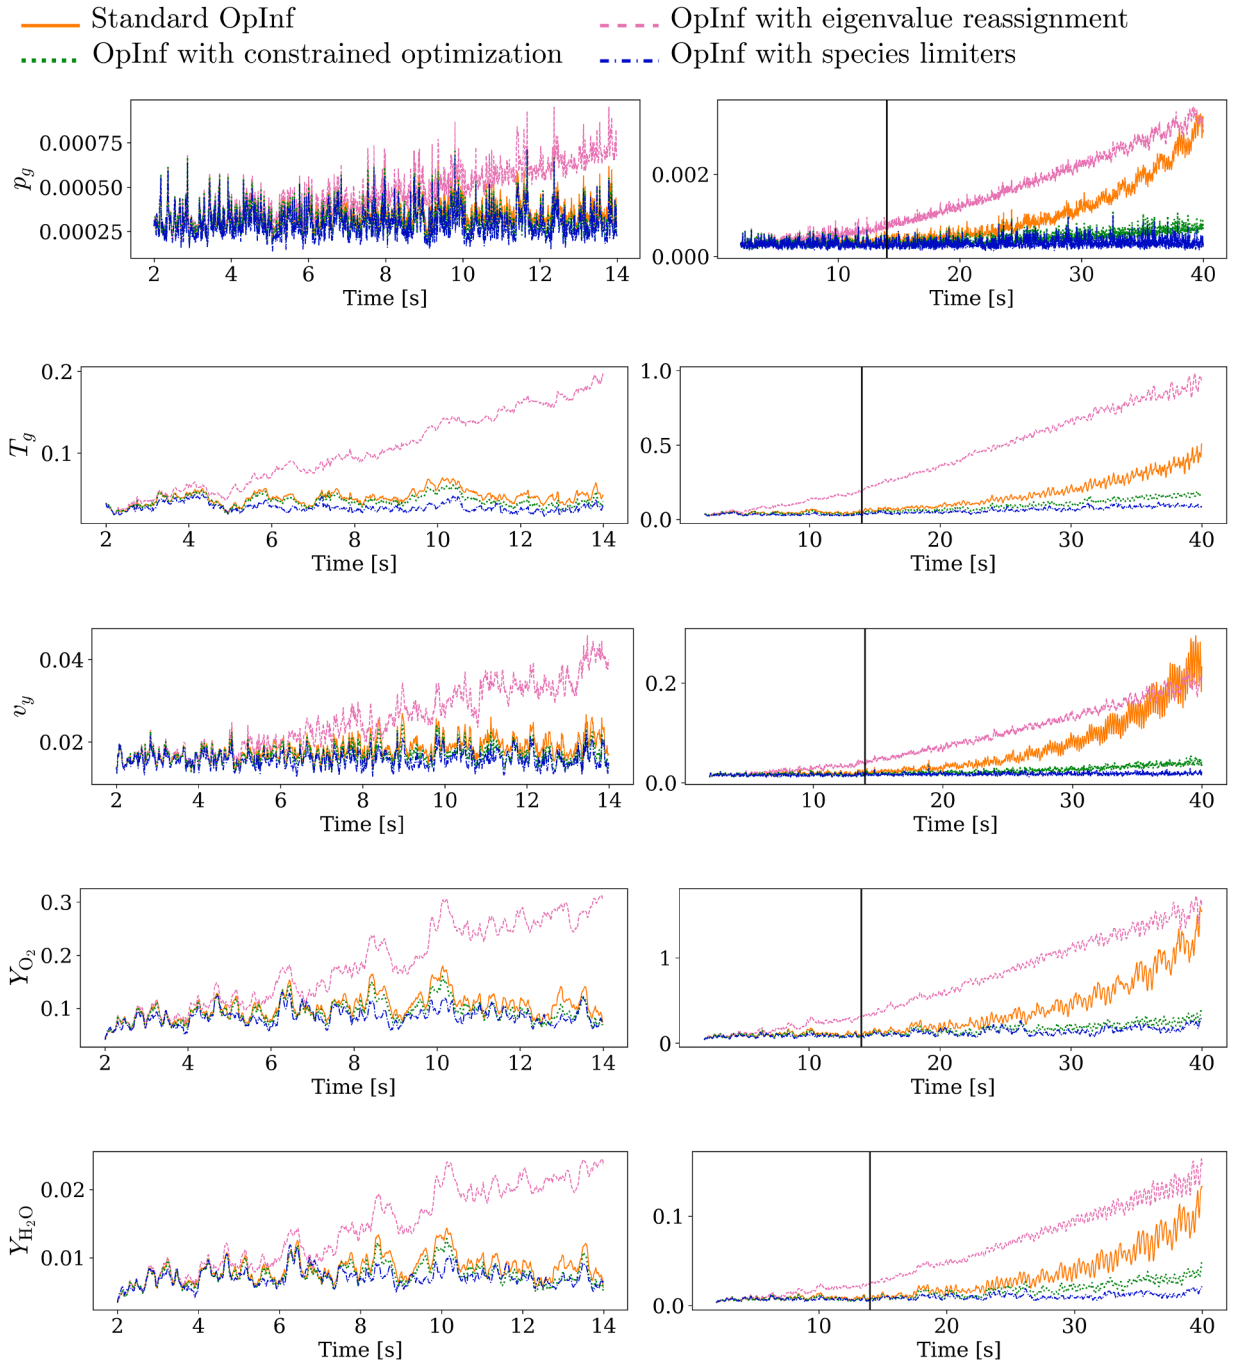 Standard OpInf
OpInf with eigenvalue reassignment
OpInf with constrained optimization
OpInf with species limiters
0.00075
0.00050
0.00025
p_g
2 4 6 8 10 12 14
Time [s]
0.002
0.000
10 20 30 40
Time [s]
0.2
0.1
T_g
2 4 6 8 10 12 14
Time [s]
1.0
0.5
0.0
10 20 30 40
Time [s]
0.04
0.02
v_y
2 4 6 8 10 12 14
Time [s]
0.2
0.0
10 20 30 40
Time [s]
0.3
0.2
0.1
Y_O₂
2 4 6 8 10 12 14
Time [s]
1
0
10 20 30 40
Time [s]
0.02
0.01
Y_H₂O
2 4 6 8 10 12 14
Time [s]
0.1
0.0
10 20 30 40
Time [s]